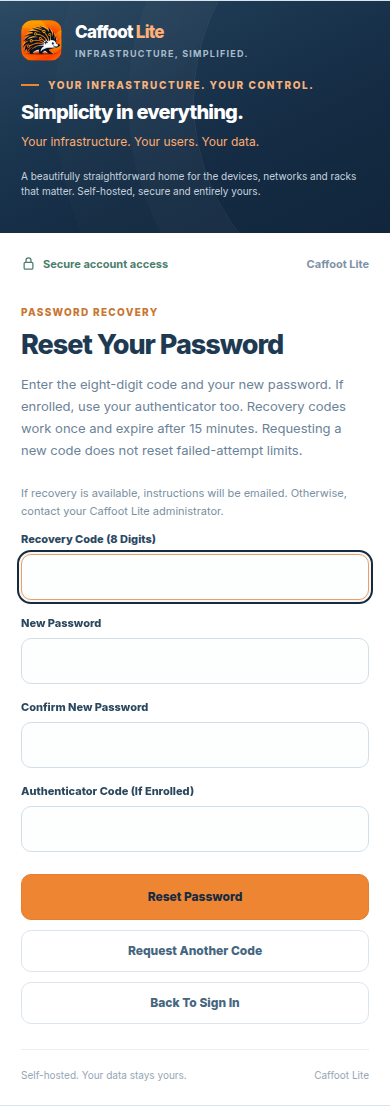 Caffoot Lite
INFRASTRUCTURE, SIMPLIFIED.
YOUR INFRASTRUCTURE. YOUR CONTROL.
Simplicity in everything.
Your infrastructure. Your users. Your data.
A beautifully straightforward home for the devices, networks and racks
that matter. Self-hosted, secure and entirely yours.
Secure account access
Caffoot Lite
PASSWORD RECOVERY
Reset Your Password
Enter the eight-digit code and your new password. If
enrolled, use your authenticator too. Recovery codes
work once and expire after 15 minutes. Requesting a
new code does not reset failed-attempt limits.
If recovery is available, instructions will be emailed. Otherwise,
contact your Caffoot Lite administrator.
Recovery Code (8 Digits)
New Password
Confirm New Password
Authenticator Code (If Enrolled)
Reset Password
Request Another Code
Back To Sign In
Self-hosted. Your data stays yours.
Caffoot Lite